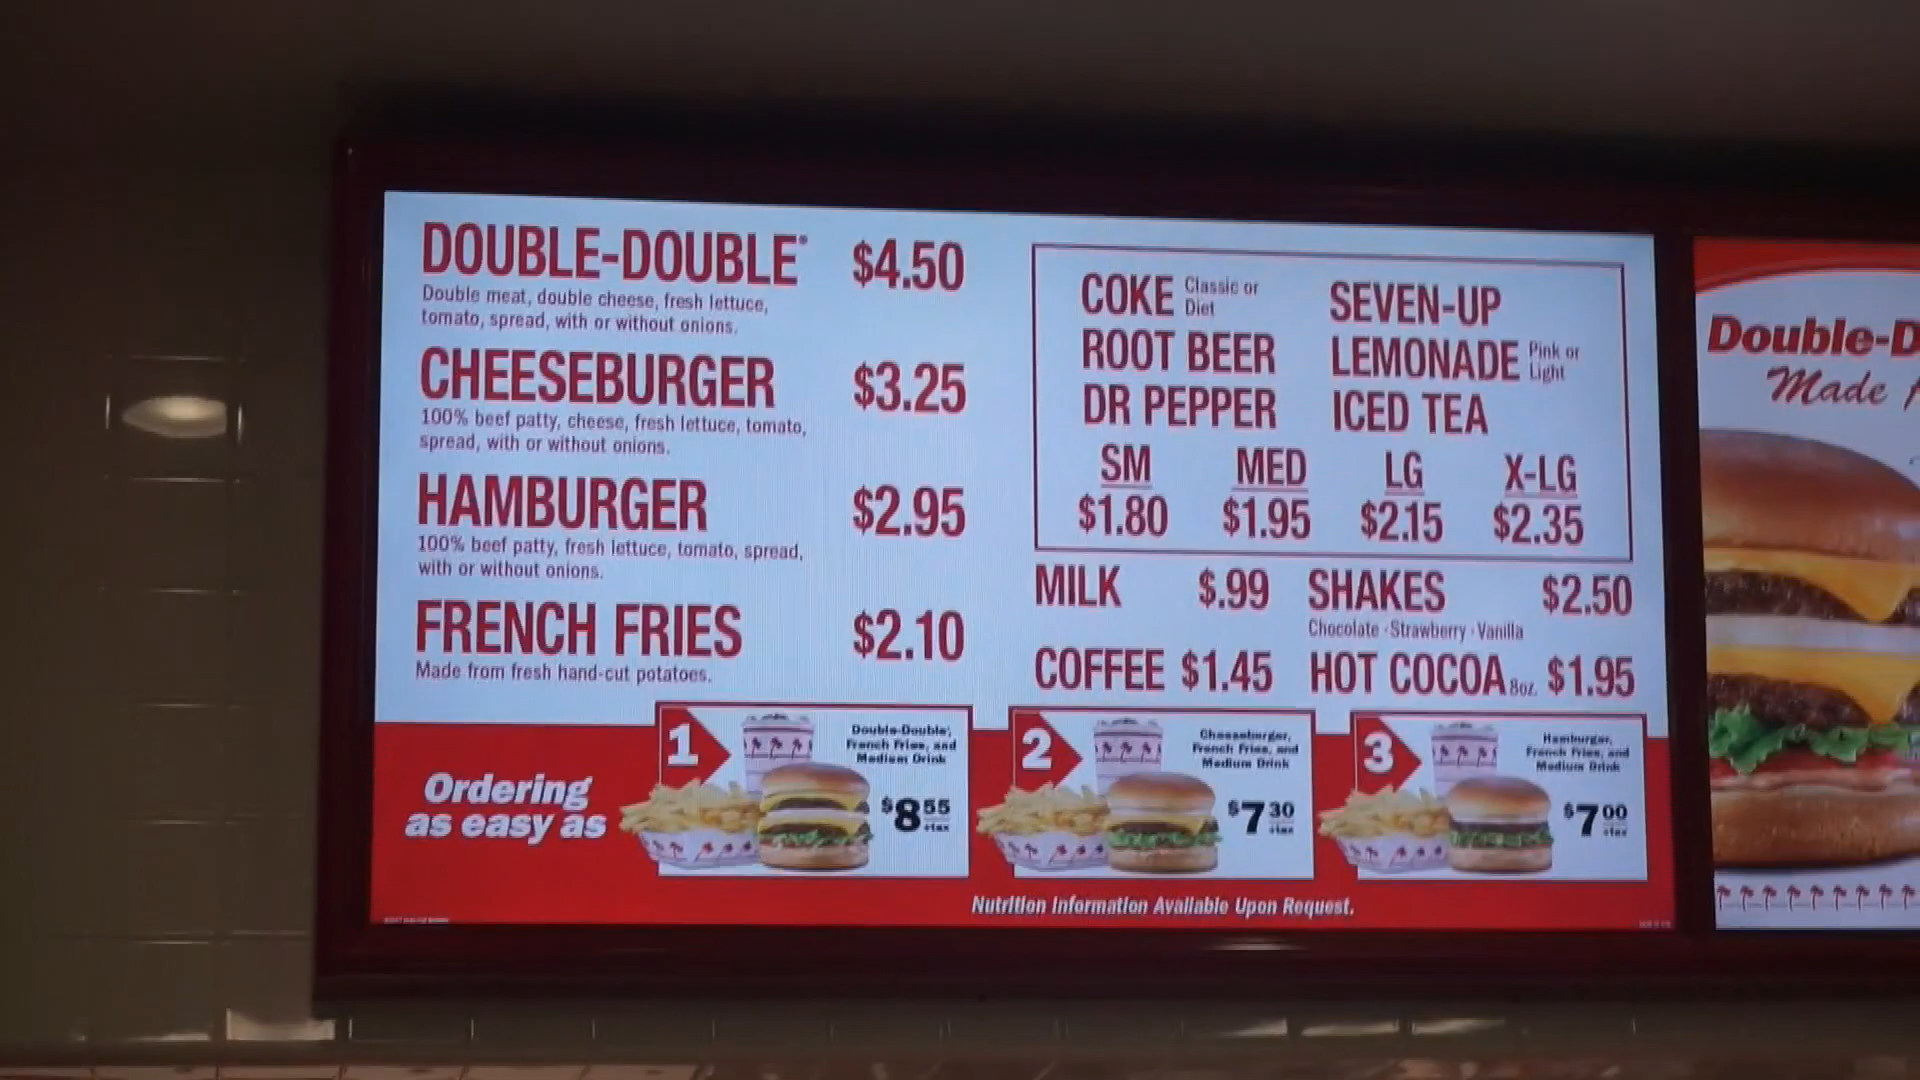 DOUBLE-DOUBLE® $4.50
Double meat, double cheese, fresh lettuce,
tomato, spread, with or without onions.
CHEESEBURGER $3.25
100% beef patty, cheese, fresh lettuce, tomato,
spread, with or without onions.
HAMBURGER $2.95
100% beef patty, fresh lettuce, tomato, spread,
with or without onions.
FRENCH FRIES $2.10
Made from fresh hand-cut potatoes.
COKE Classic or Diet SEVEN-UP
ROOT BEER LEMONADE Pink or Light
DR PEPPER ICED TEA
SM MED LG X-LG
$1.80 $1.95 $2.15 $2.35
MILK $.99 SHAKES $2.50
Chocolate · Strawberry · Vanilla
COFFEE $1.45 HOT COCOA 8oz. $1.95
Ordering
as easy as
1
Double-Double®,
French Fries, and
Medium Drink
$8 55
+tax
2
Cheeseburger,
French Fries, and
Medium Drink
$7 30
+tax
3
Hamburger,
French Fries, and
Medium Drink
$7 00
+tax
Nutrition Information Available Upon Request.
Double-D
Made